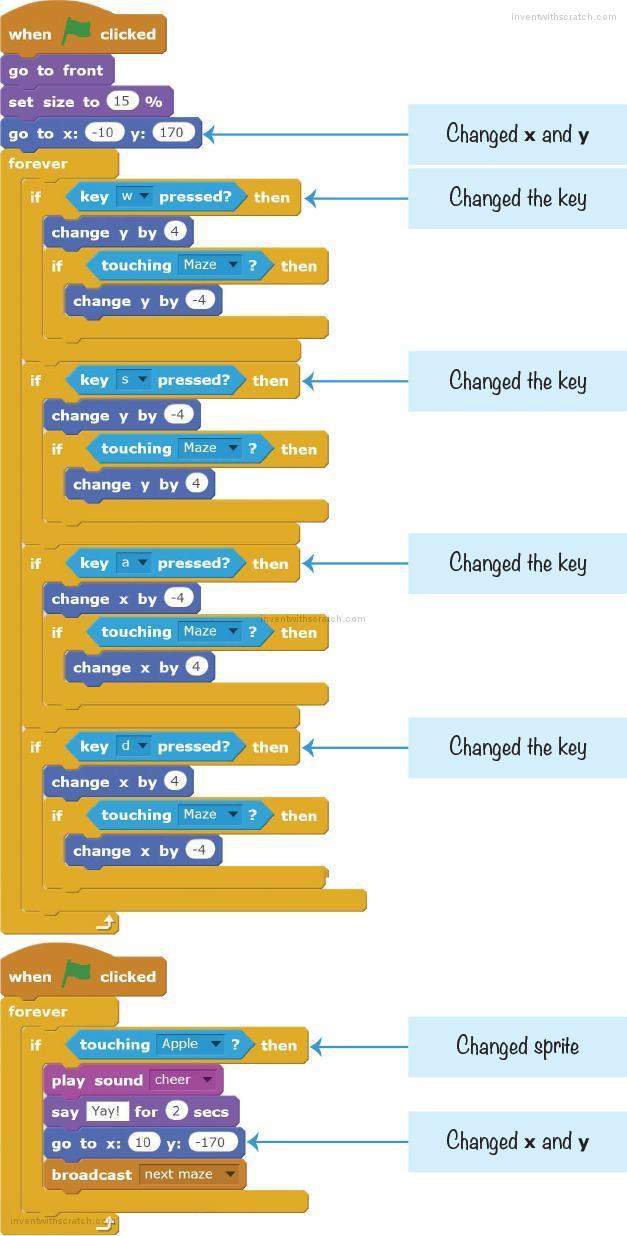 inventwithscratch.com
when clicked
go to front
set size to 15 %
go to x: -10 y: 170
Changed x and y
forever
if key w pressed? then
Changed the key
change y by 4
if touching Maze ? then
change y by -4
if key s pressed? then
Changed the key
change y by -4
if touching Maze ? then
change y by 4
if key a pressed? then
Changed the key
change x by -4
inventwithscratch.com
if touching Maze ? then
change x by 4
if key d pressed? then
Changed the key
change x by 4
if touching Maze ? then
change x by -4
when clicked
forever
if touching Apple ? then
Changed sprite
play sound cheer
say Yay! for 2 secs
go to x: 10 y: -170
Changed x and y
broadcast next maze
inventwithscratch.com